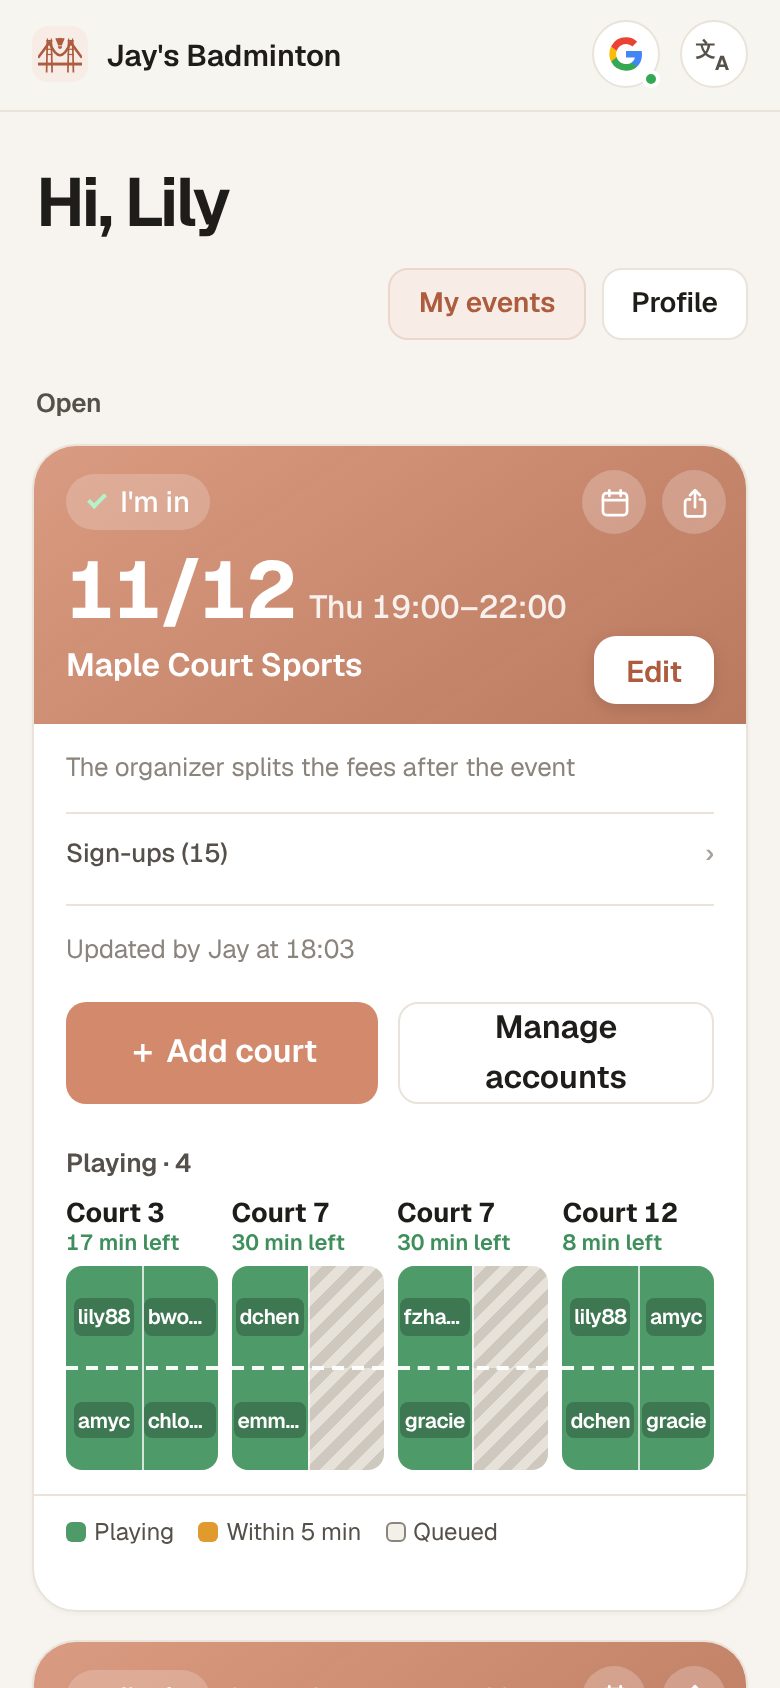 Jay's Badminton
文A
Hi, Lily
My events
Profile
Open
I'm in
11/12 Thu 19:00–22:00
Maple Court Sports
Edit
The organizer splits the fees after the event
Sign-ups (15)
Updated by Jay at 18:03
+ Add court
Manage
accounts
Playing · 4
Court 3
17 min left
lily88
bwo...
amyc
chlo...
Court 7
30 min left
dchen
emm...
Court 7
30 min left
fzha...
gracie
Court 12
8 min left
lily88
amyc
dchen
gracie
Playing
Within 5 min
Queued